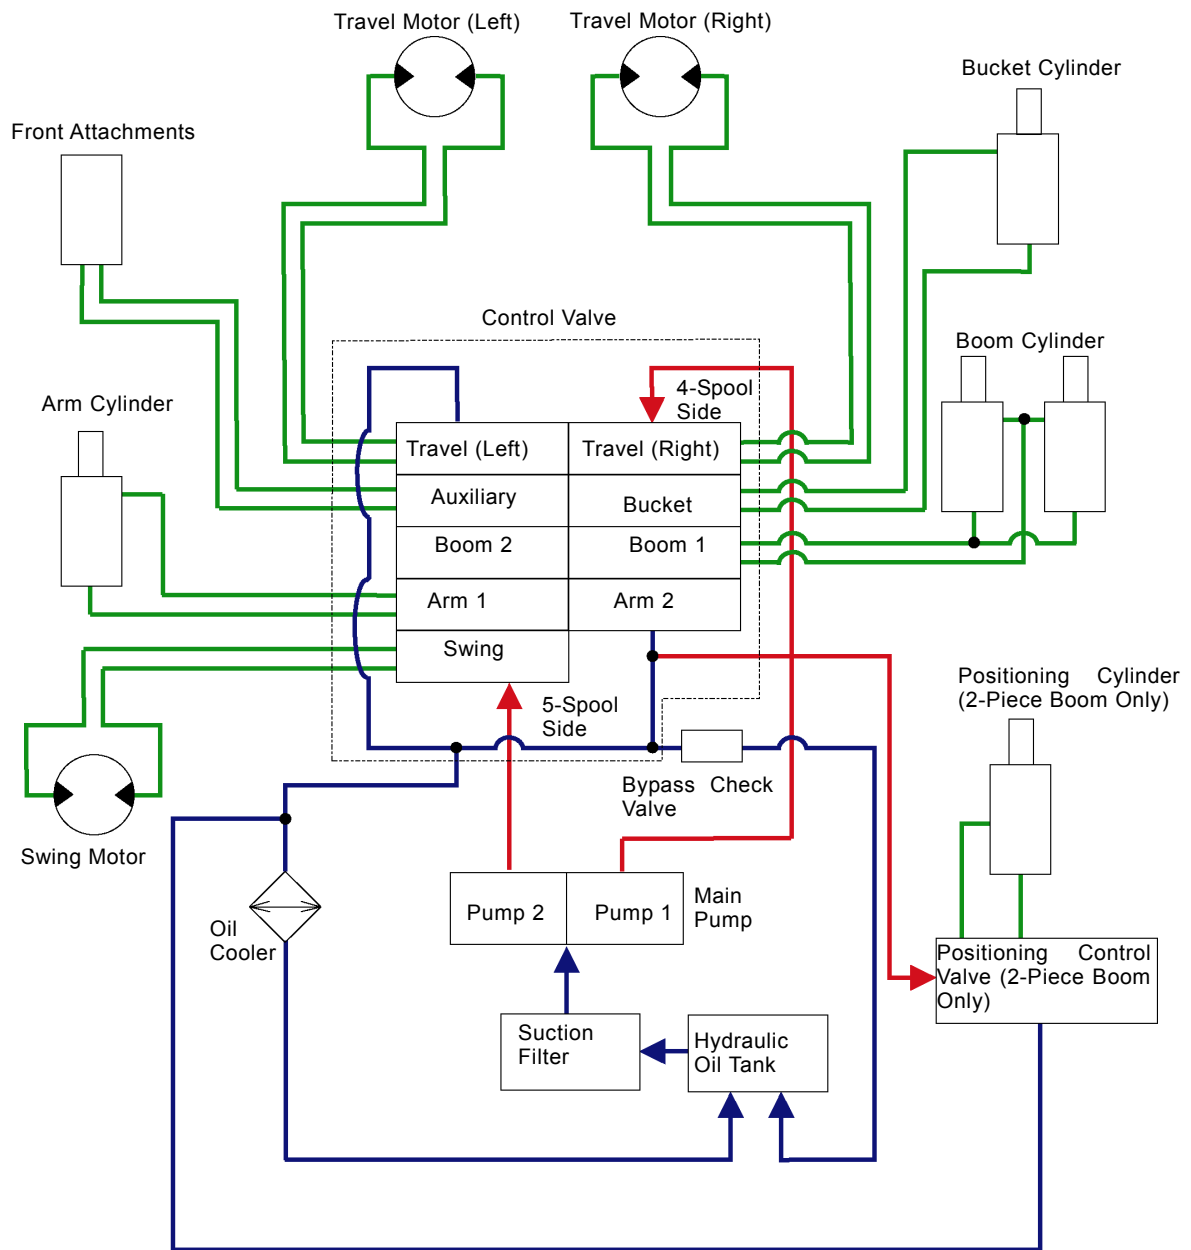 Travel Motor (Left)
Travel Motor (Right)
Bucket Cylinder
Front Attachments
Control Valve
Boom Cylinder
4-Spool
Side
Arm Cylinder
Travel (Left)
Travel (Right)
Auxiliary
Bucket
Boom 2
Boom 1
Arm 1
Arm 2
Swing
5-Spool
Side
Positioning Cylinder
(2-Piece Boom Only)
Bypass Check
Valve
Swing Motor
Oil
Cooler
Pump 2
Pump 1
Main
Pump
Positioning Control
Valve (2-Piece Boom
Only)
Suction
Filter
Hydraulic
Oil Tank